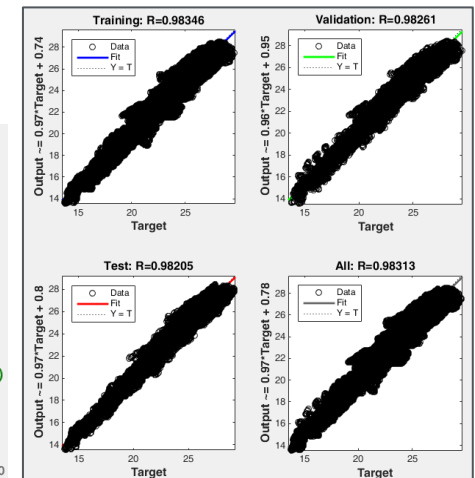 Training: R=0.98346
Output ~= 0.97*Target + 0.74
28
26
24
22
20
18
16
14
Data
Fit
Y = T
15
20
25
Target
Validation: R=0.98261
Output ~= 0.96*Target + 0.95
28
26
24
22
20
18
16
14
Data
Fit
Y = T
15
20
25
Target
Test: R=0.98205
Output ~= 0.97*Target + 0.8
28
26
24
22
20
18
16
14
Data
Fit
Y = T
15
20
25
Target
All: R=0.98313
Output ~= 0.97*Target + 0.78
28
26
24
22
20
18
16
14
Data
Fit
Y = T
15
20
25
Target